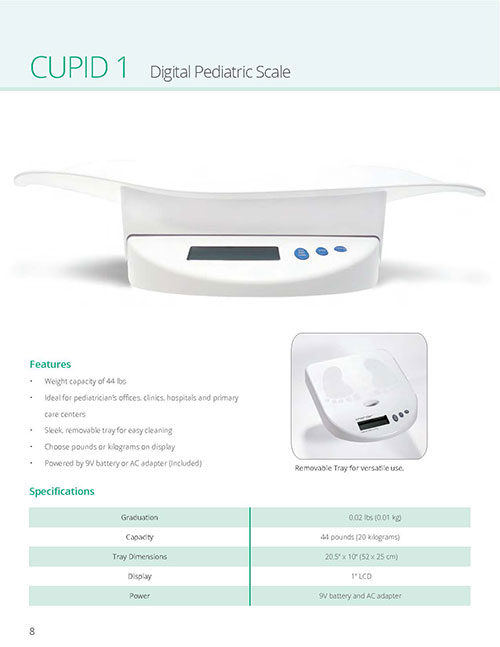 CUPID 1 Digital Pediatric Scale
Features
• Weight capacity of 44 lbs
• Ideal for pediatrician's offices, clinics, hospitals and primary
care centers
• Sleek, removable tray for easy cleaning
• Choose pounds or kilograms on display
• Powered by 9V battery or AC adapter (Included)
Removable Tray for versatile use.
Specifications
Graduation 0.02 lbs (0.01 kg)
Capacity 44 pounds (20 kilograms)
Tray Dimensions 20.5" x 10" (52 x 25 cm)
Display 1" LCD
Power 9V battery and AC adapter
8